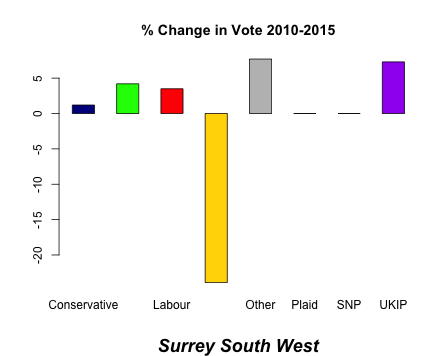 % Change in Vote 2010-2015
5
0
-5
-10
-15
-20
Conservative Labour Other Plaid SNP UKIP
Surrey South West